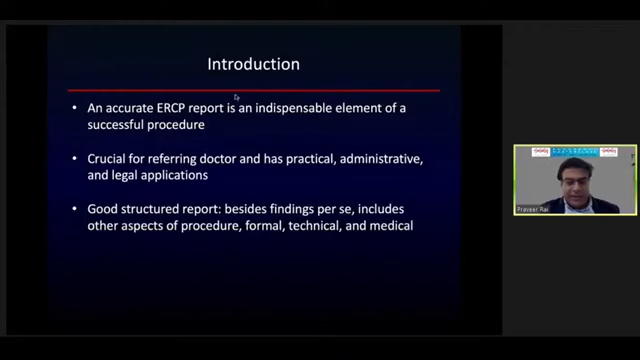 Introduction
• An accurate ERCP report is an indispensable element of a
successful procedure
• Crucial for referring doctor and has practical, administrative,
and legal applications
• Good structured report: besides findings per se, includes
other aspects of procedure, formal, technical, and medical
Praveer Rai